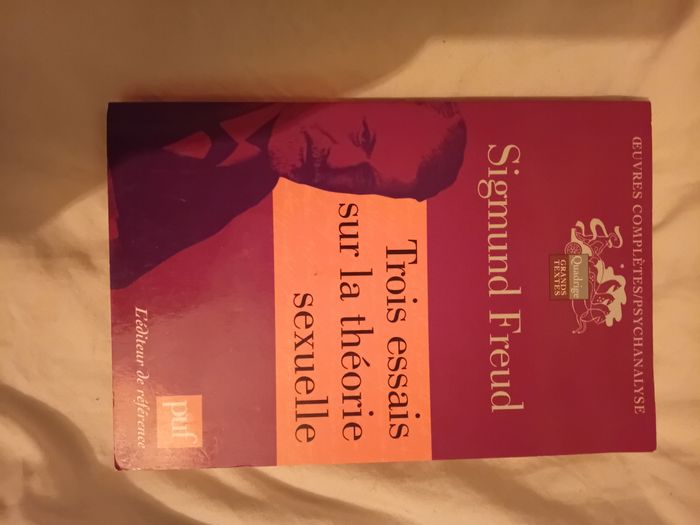 ŒUVRES COMPLÈTES/PSYCHANALYSE
Quadrige
GRANDS
TEXTES
Sigmund Freud
Trois essais
sur la théorie
sexuelle
puf
L'éditeur de référence